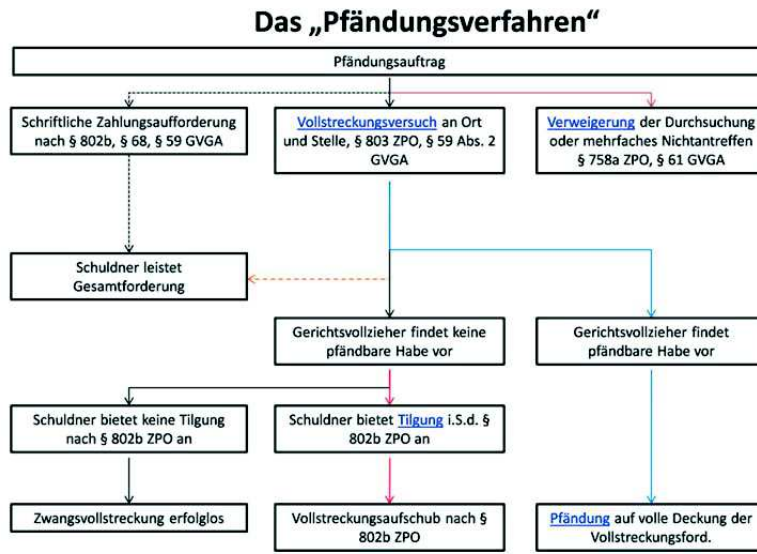 Das „Pfändungsverfahren“
Pfändungsauftrag
Schriftliche Zahlungsaufforderung
nach § 802b, § 68, § 59 GVGA
Vollstreckungsversuch an Ort
und Stelle, § 803 ZPO, § 59 Abs. 2
GVGA
Verweigerung der Durchsuchung
oder mehrfaches Nichtantreffen
§ 758a ZPO, § 61 GVGA
Schuldner leistet
Gesamtforderung
Gerichtsvollzieher findet keine
pfändbare Habe vor
Gerichtsvollzieher findet
pfändbare Habe vor
Schuldner bietet keine Tilgung
nach § 802b ZPO an
Schuldner bietet Tilgung i.S.d. §
802b ZPO an
Zwangsvollstreckung erfolglos
Vollstreckungsaufschub nach §
802b ZPO
Pfändung auf volle Deckung der
Vollstreckungsford.